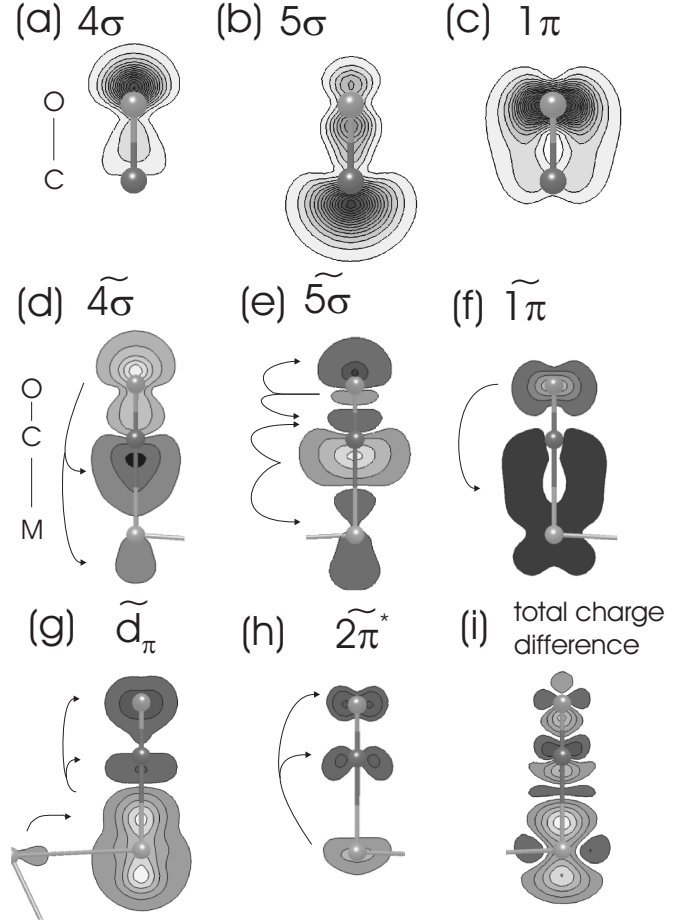 (a) 4σ
(b) 5σ
(c) 1π
O
C
(d) 4̃σ
(e) 5̃σ
(f) 1̃π
O
C
M
(g) d̃π
(h) 2̃π*
(i) total charge
difference